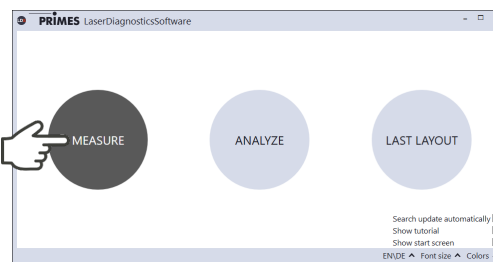 LD PRIMES LaserDiagnosticsSoftware
MEASURE
ANALYZE
LAST LAYOUT
Search update automatically
Show tutorial
Show start screen
EN\DE Font size Colors